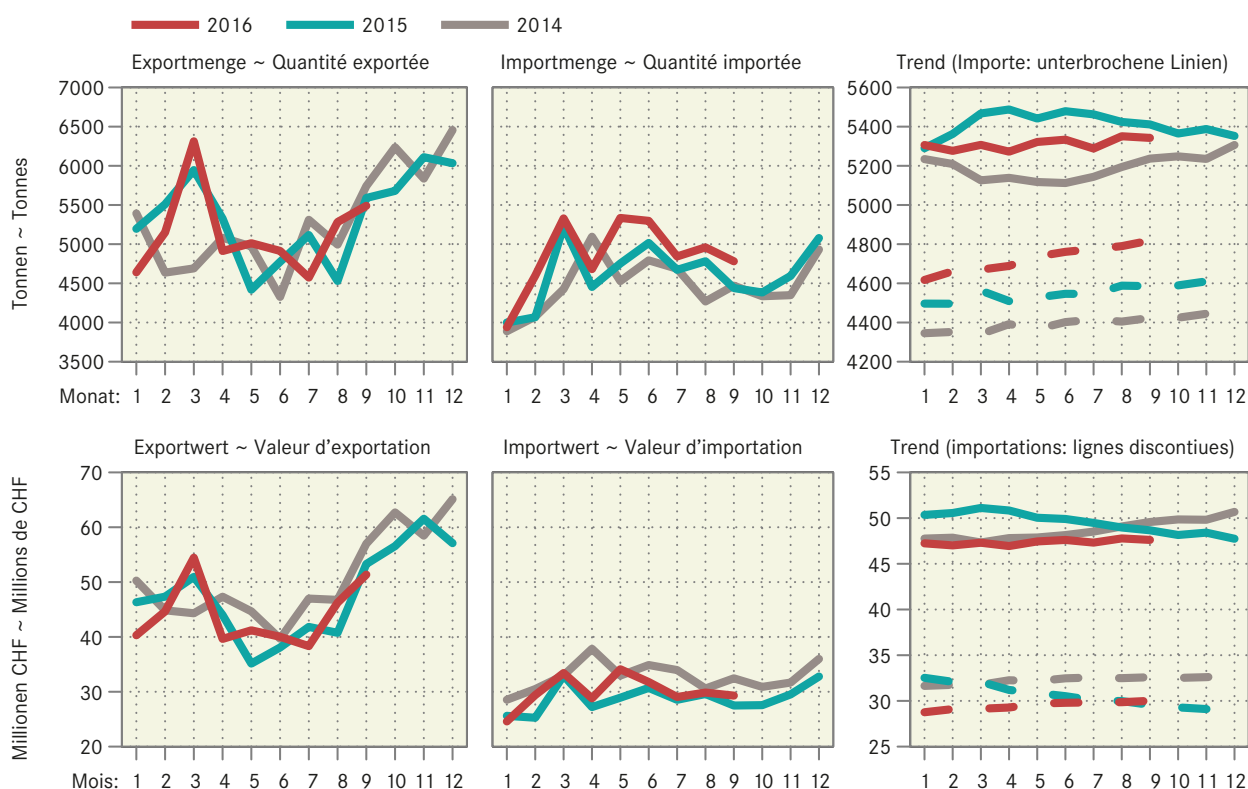 2016 2015 2014
Exportmenge ~ Quantité exportée
Importmenge ~ Quantité importée
Trend (Importe: unterbrochene Linien)
Tonnen ~ Tonnes
7000
6500
6000
5500
5000
4500
4000
3500
5600
5400
5200
5000
4800
4600
4400
4200
Monat: 1 2 3 4 5 6 7 8 9 10 11 12
1 2 3 4 5 6 7 8 9 10 11 12
1 2 3 4 5 6 7 8 9 10 11 12
Exportwert ~ Valeur d’exportation
Importwert ~ Valeur d’importation
Trend (importations: lignes discontiues)
Millionen CHF ~ Millions de CHF
70
60
50
40
30
20
55
50
45
40
35
30
25
Mois: 1 2 3 4 5 6 7 8 9 10 11 12
1 2 3 4 5 6 7 8 9 10 11 12
1 2 3 4 5 6 7 8 9 10 11 12